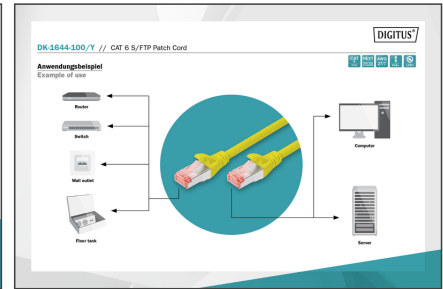 DIGITUS®
DK-1644-100/Y // CAT 6 S/FTP Patch Cord
Anwendungsbeispiel
Example of use
Router
Switch
Wall outlet
Floor tank
Computer
Server